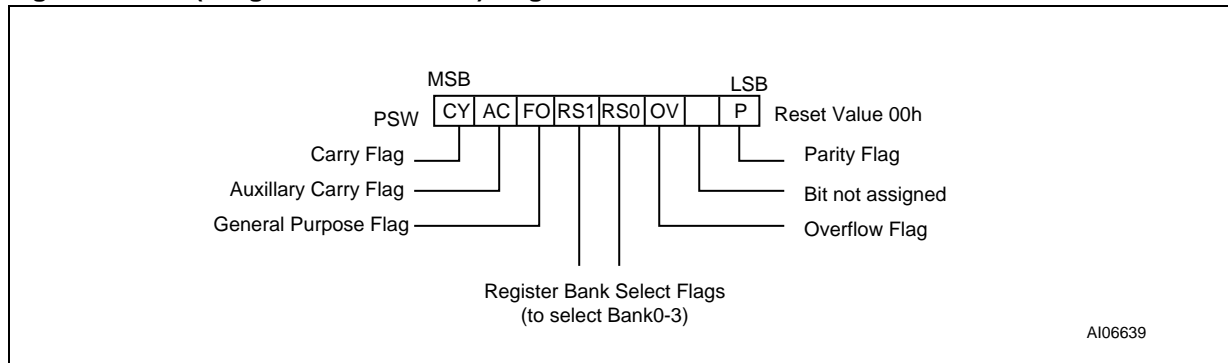 MSB LSB
PSW CY AC FO RS1 RS0 OV P Reset Value 00h
Carry Flag Parity Flag
Auxillary Carry Flag Bit not assigned
General Purpose Flag Overflow Flag
Register Bank Select Flags
(to select Bank0-3)
AI06639